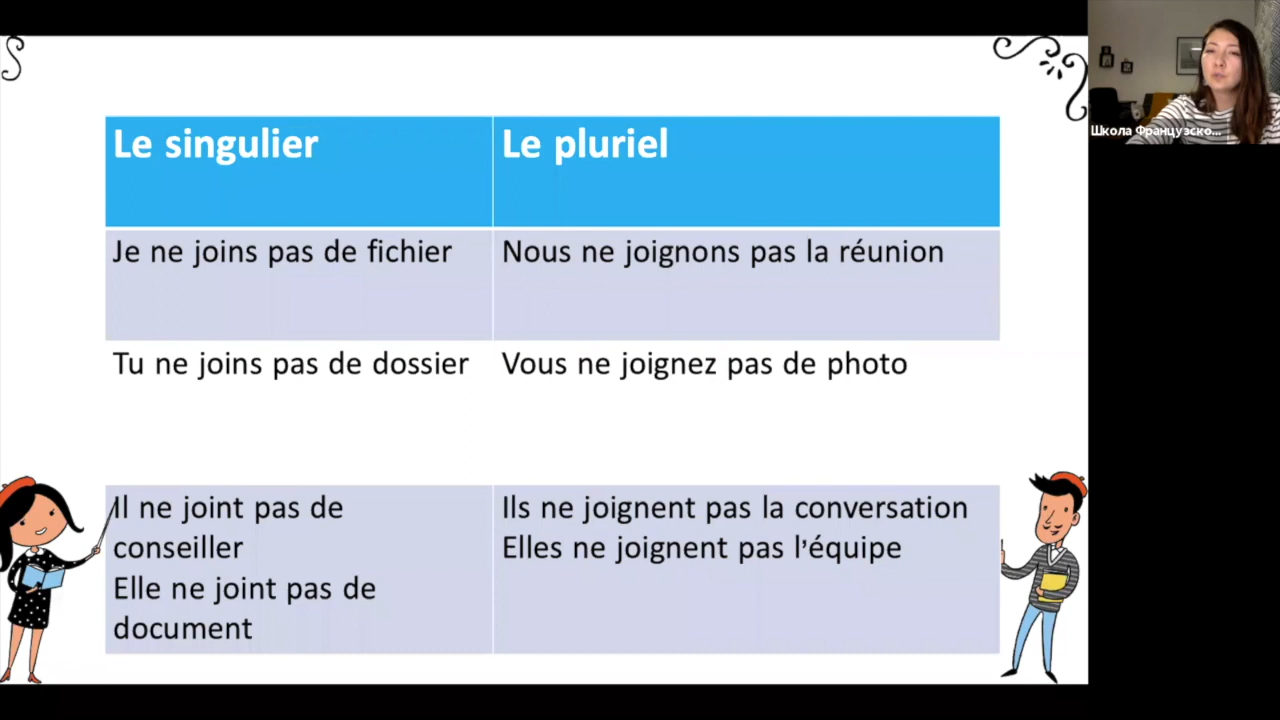 Le singulier
Le pluriel
Je ne joins pas de fichier
Nous ne joignons pas la réunion
Tu ne joins pas de dossier
Vous ne joignez pas de photo
Il ne joint pas de
conseiller
Elle ne joint pas de
document
Ils ne joignent pas la conversation
Elles ne joignent pas l’équipe
Школа Французско...